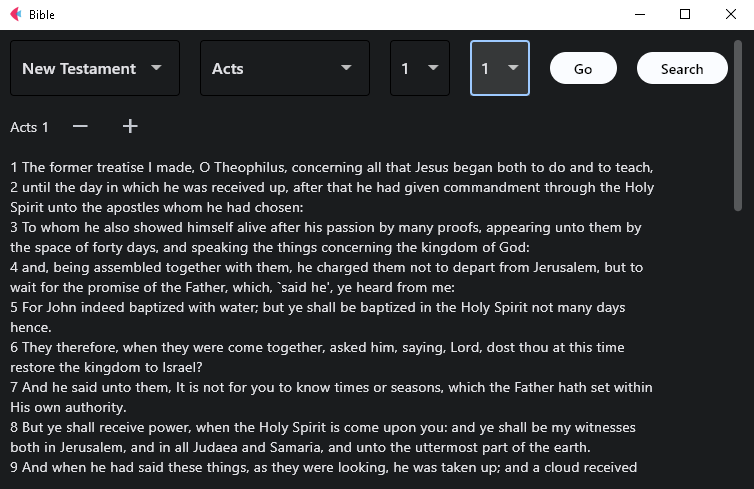 Bible
New Testament Acts 1 1 Go Search
Acts 1 − +
1 The former treatise I made, O Theophilus, concerning all that Jesus began both to do and to teach,
2 until the day in which he was received up, after that he had given commandment through the Holy
Spirit unto the apostles whom he had chosen:
3 To whom he also showed himself alive after his passion by many proofs, appearing unto them by
the space of forty days, and speaking the things concerning the kingdom of God:
4 and, being assembled together with them, he charged them not to depart from Jerusalem, but to
wait for the promise of the Father, which, `said he', ye heard from me:
5 For John indeed baptized with water; but ye shall be baptized in the Holy Spirit not many days
hence.
6 They therefore, when they were come together, asked him, saying, Lord, dost thou at this time
restore the kingdom to Israel?
7 And he said unto them, It is not for you to know times or seasons, which the Father hath set within
His own authority.
8 But ye shall receive power, when the Holy Spirit is come upon you: and ye shall be my witnesses
both in Jerusalem, and in all Judaea and Samaria, and unto the uttermost part of the earth.
9 And when he had said these things, as they were looking, he was taken up; and a cloud received